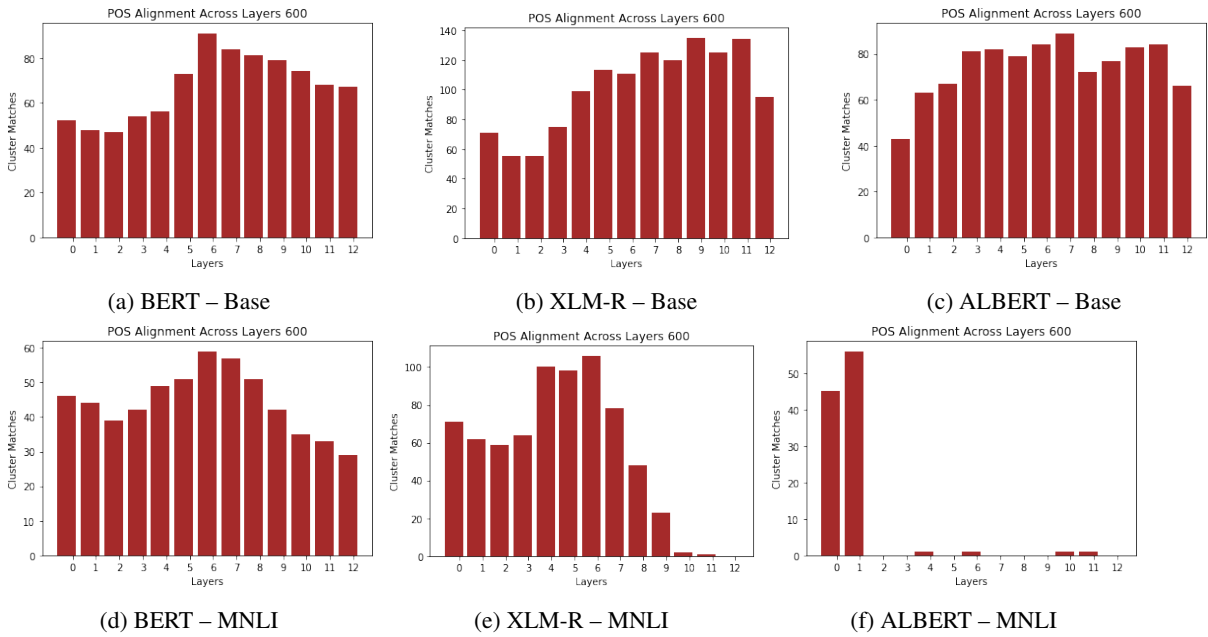 POS Alignment Across Layers 600
Cluster Matches
80
60
40
20
0
0 1 2 3 4 5 6 7 8 9 10 11 12
Layers
(a) BERT – Base
POS Alignment Across Layers 600
Cluster Matches
140
120
100
80
60
40
20
0
0 1 2 3 4 5 6 7 8 9 10 11 12
Layers
(b) XLM-R – Base
POS Alignment Across Layers 600
Cluster Matches
80
60
40
20
0
0 1 2 3 4 5 6 7 8 9 10 11 12
Layers
(c) ALBERT – Base
POS Alignment Across Layers 600
Cluster Matches
60
50
40
30
20
10
0
0 1 2 3 4 5 6 7 8 9 10 11 12
Layers
(d) BERT – MNLI
POS Alignment Across Layers 600
Cluster Matches
100
80
60
40
20
0
0 1 2 3 4 5 6 7 8 9 10 11 12
Layers
(e) XLM-R – MNLI
POS Alignment Across Layers 600
Cluster Matches
50
40
30
20
10
0
0 1 2 3 4 5 6 7 8 9 10 11 12
Layers
(f) ALBERT – MNLI